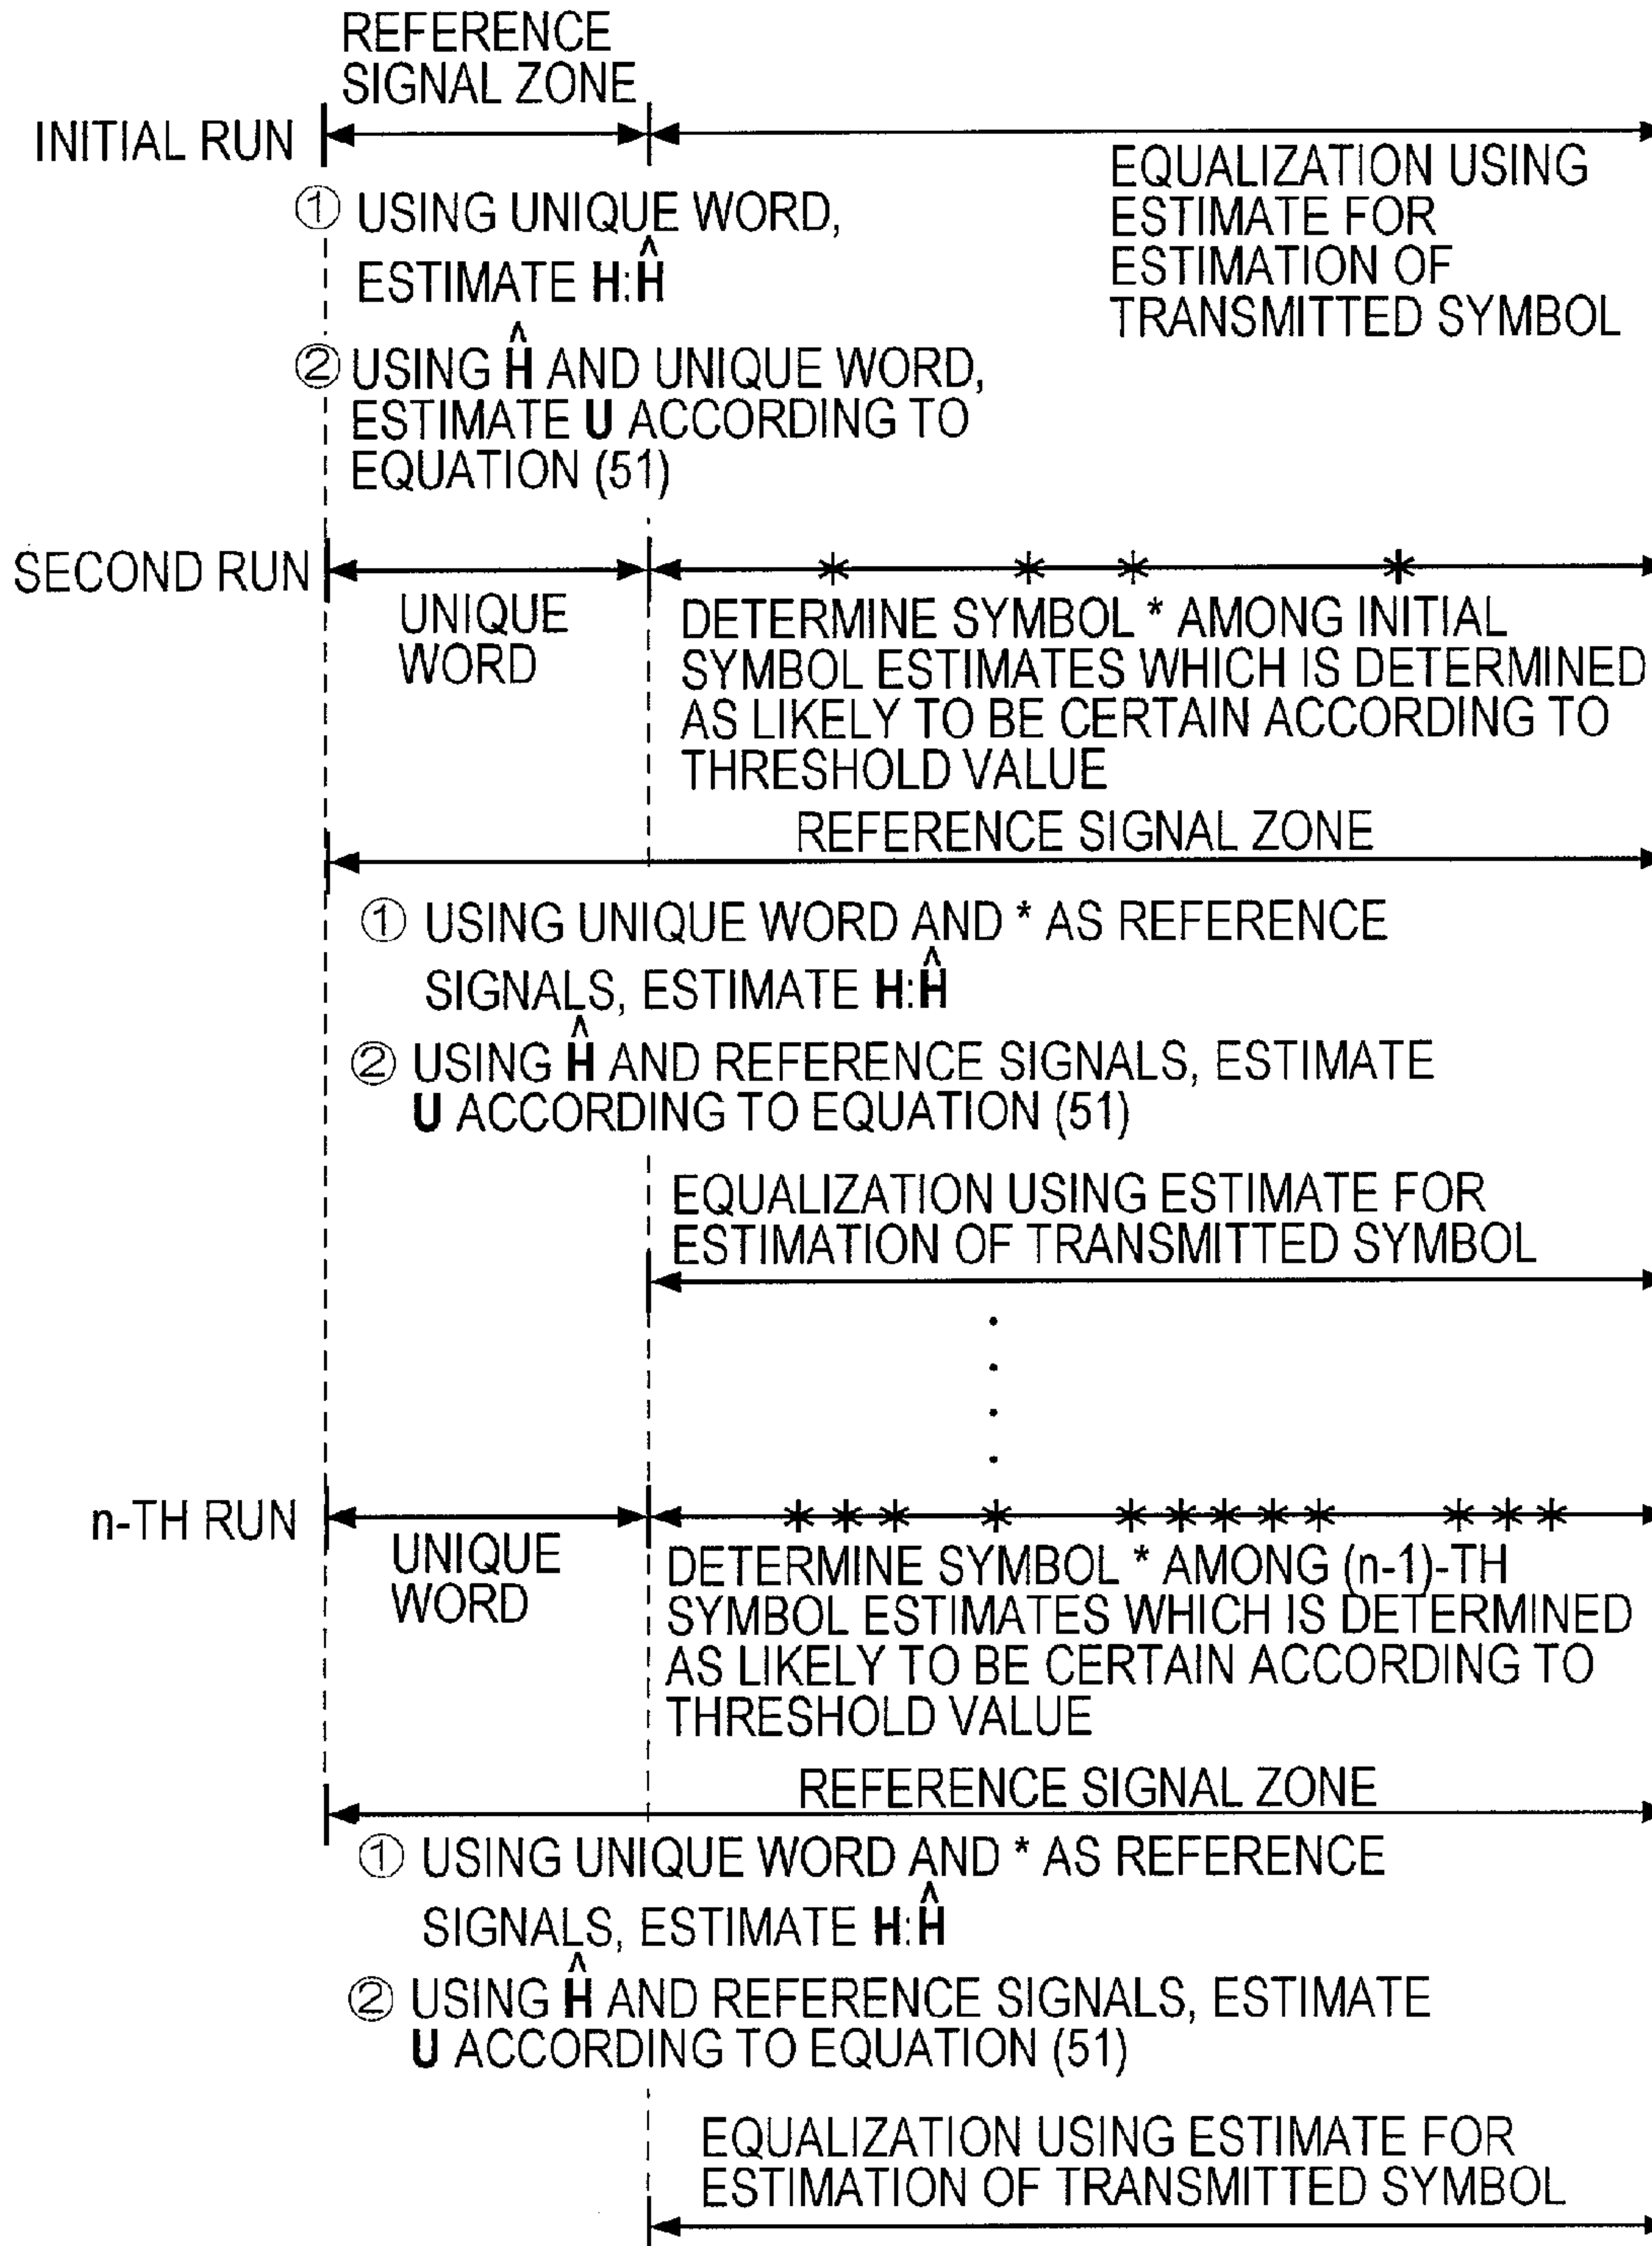 REFERENCE
SIGNAL ZONE
INITIAL RUN
EQUALIZATION USING
ESTIMATE FOR
ESTIMATION OF
TRANSMITTED SYMBOL
① USING UNIQUE WORD,
ESTIMATE H:Ĥ
② USING Ĥ AND UNIQUE WORD,
ESTIMATE U ACCORDING TO
EQUATION (51)
SECOND RUN
* * * *
UNIQUE
WORD
DETERMINE SYMBOL * AMONG INITIAL
SYMBOL ESTIMATES WHICH IS DETERMINED
AS LIKELY TO BE CERTAIN ACCORDING TO
THRESHOLD VALUE
REFERENCE SIGNAL ZONE
① USING UNIQUE WORD AND * AS REFERENCE
SIGNALS, ESTIMATE H:Ĥ
② USING Ĥ AND REFERENCE SIGNALS, ESTIMATE
U ACCORDING TO EQUATION (51)
EQUALIZATION USING ESTIMATE FOR
ESTIMATION OF TRANSMITTED SYMBOL
n-TH RUN
* * * * * * * * * * * *
UNIQUE
WORD
DETERMINE SYMBOL * AMONG (n-1)-TH
SYMBOL ESTIMATES WHICH IS DETERMINED
AS LIKELY TO BE CERTAIN ACCORDING TO
THRESHOLD VALUE
REFERENCE SIGNAL ZONE
① USING UNIQUE WORD AND * AS REFERENCE
SIGNALS, ESTIMATE H:Ĥ
② USING Ĥ AND REFERENCE SIGNALS, ESTIMATE
U ACCORDING TO EQUATION (51)
EQUALIZATION USING ESTIMATE FOR
ESTIMATION OF TRANSMITTED SYMBOL